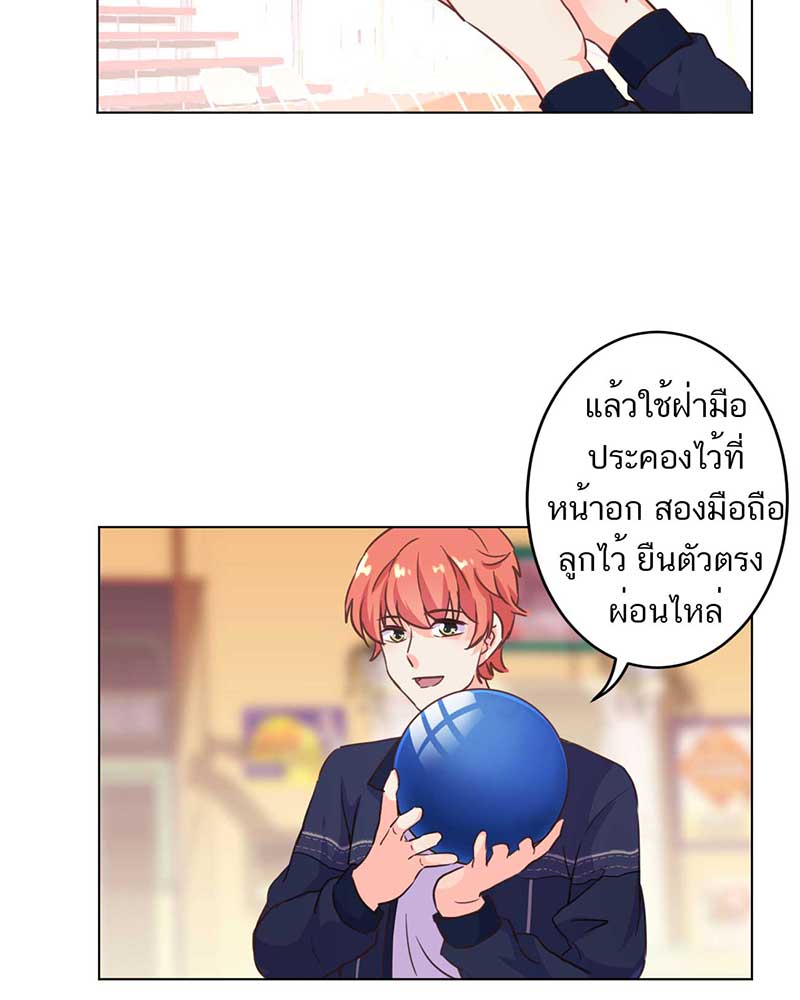 แล้วใช้ฝ่ามือ
ประคองไว้ที่
หน้าอก สองมือถือ
ลูกไว้ ยืนตัวตรง
ผ่อนไหล่